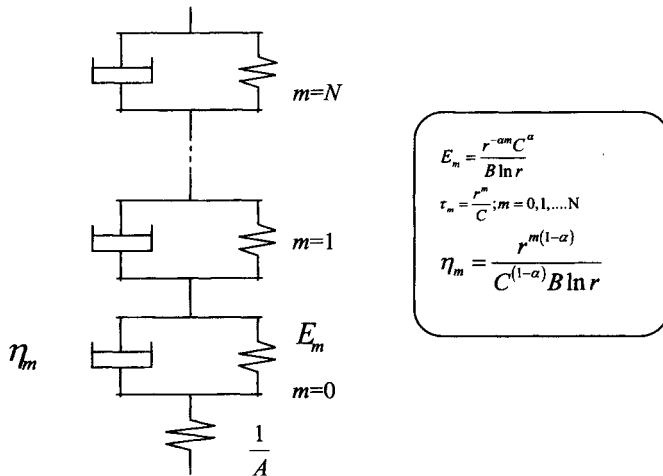 m=N
m=1
η_m
E_m
m=0
1/A
E_m = r^{-αm} C^α / B ln r
τ_m = r^m / C ; m = 0,1,....N
η_m = r^{m(1-α)} / C^{(1-α)} B ln r